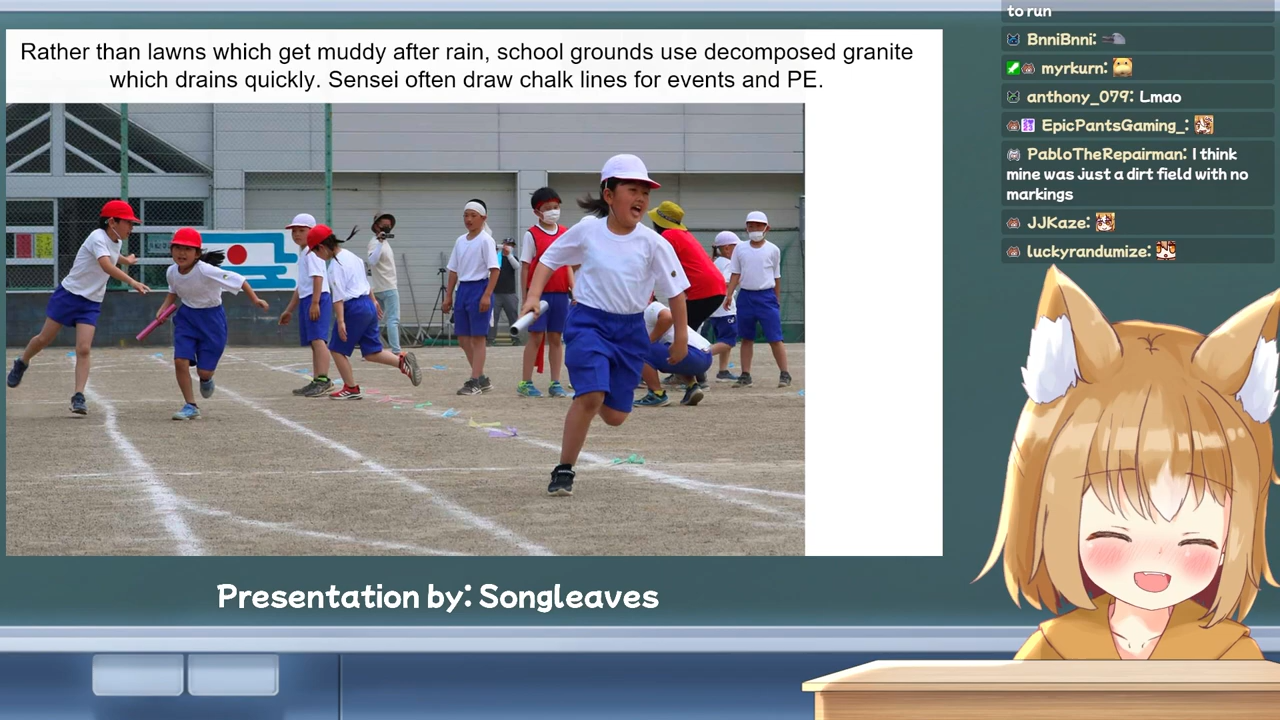 Rather than lawns which get muddy after rain, school grounds use decomposed granite
which drains quickly. Sensei often draw chalk lines for events and PE.
to run
BnniBnni:
myrkurn:
anthony_079: Lmao
EpicPantsGaming_:
PabloTheRepairman: I think
mine was just a dirt field with no
markings
JJKaze:
luckyrandumize:
Presentation by: Songleaves